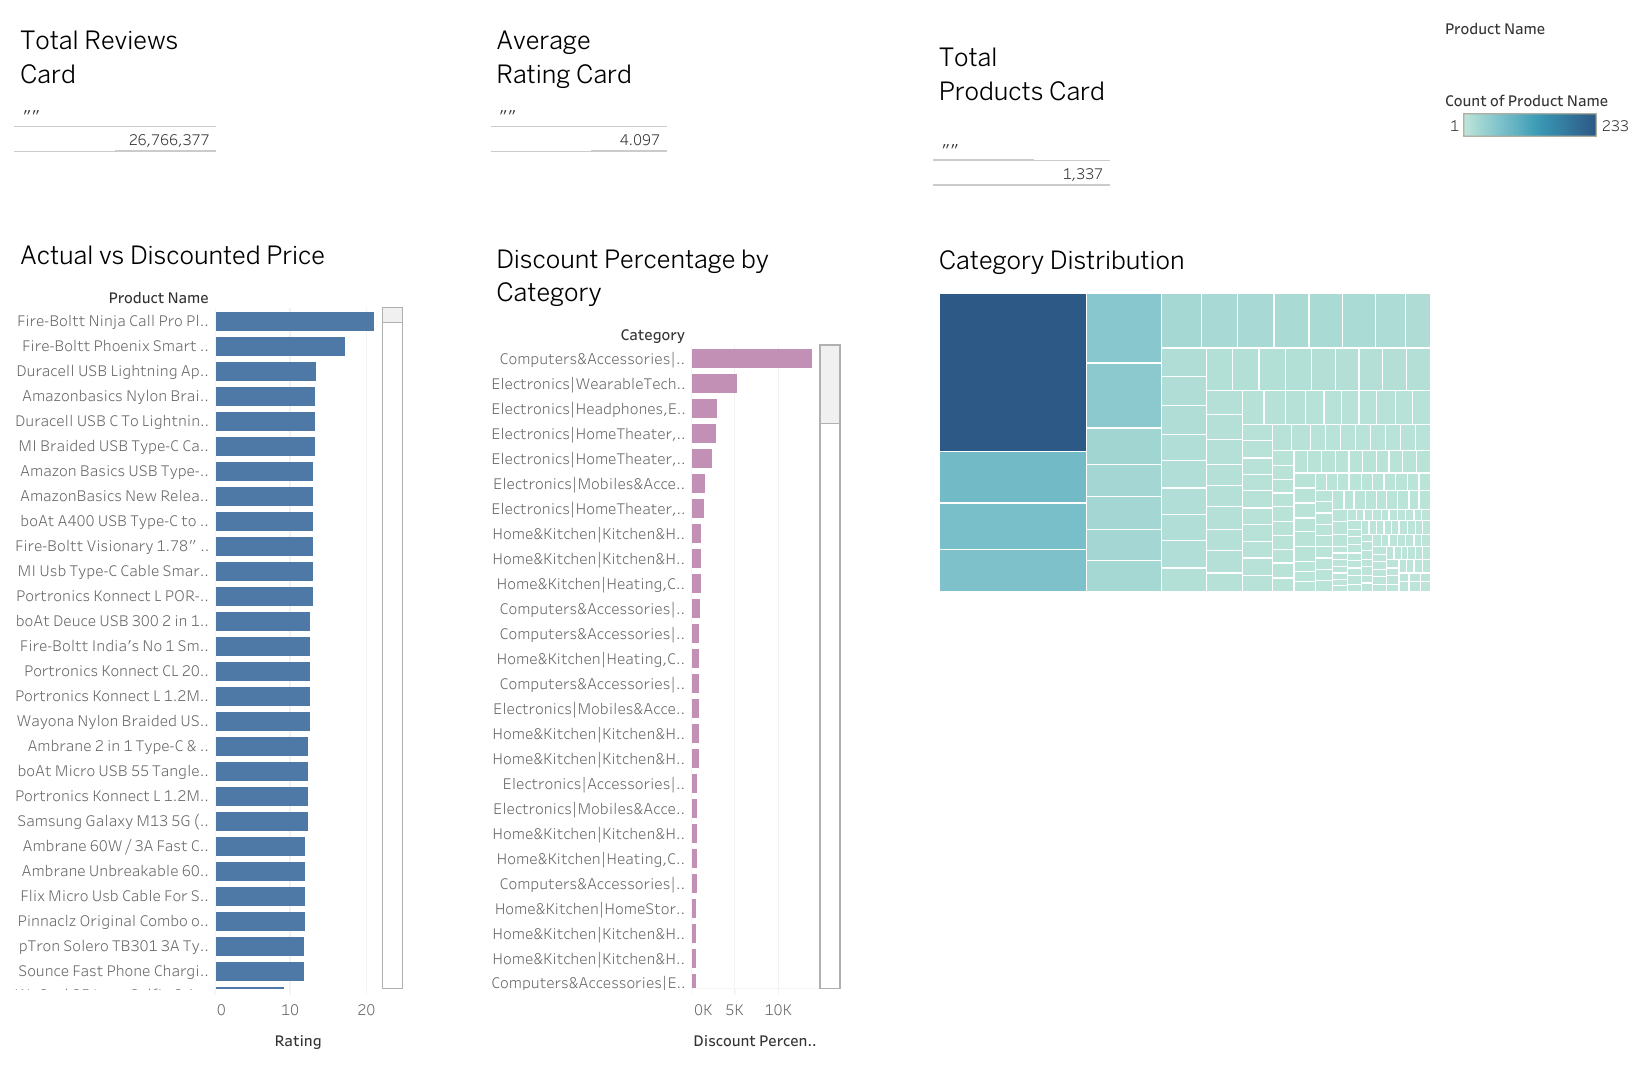 Total Reviews
Card
""
26,766,377
Average
Rating Card
""
4.097
Total
Products Card
""
1,337
Product Name
Count of Product Name
1
233
Actual vs Discounted Price
Product Name
Fire-Boltt Ninja Call Pro Pl..
Fire-Boltt Phoenix Smart ..
Duracell USB Lightning Ap..
Amazonbasics Nylon Brai..
Duracell USB C To Lightnin..
MI Braided USB Type-C Ca..
Amazon Basics USB Type-..
AmazonBasics New Relea..
boAt A400 USB Type-C to ..
Fire-Boltt Visionary 1.78" ..
MI Usb Type-C Cable Smar..
Portronics Konnect L POR-..
boAt Deuce USB 300 2 in 1..
Fire-Boltt India's No 1 Sm..
Portronics Konnect CL 20..
Portronics Konnect L 1.2M..
Wayona Nylon Braided US..
Ambrane 2 in 1 Type-C & ..
boAt Micro USB 55 Tangle..
Portronics Konnect L 1.2M..
Samsung Galaxy M13 5G (..
Ambrane 60W / 3A Fast C..
Ambrane Unbreakable 60..
Flix Micro Usb Cable For S..
Pinnaclz Original Combo o..
pTron Solero TB301 3A Ty..
Sounce Fast Phone Chargi..
0 10 20
Rating
Discount Percentage by
Category
Category
Computers&Accessories|..
Electronics|WearableTech..
Electronics|Headphones,E..
Electronics|HomeTheater,..
Electronics|HomeTheater,..
Electronics|Mobiles&Acce..
Electronics|HomeTheater,..
Home&Kitchen|Kitchen&H..
Home&Kitchen|Kitchen&H..
Home&Kitchen|Heating,C..
Computers&Accessories|..
Computers&Accessories|..
Home&Kitchen|Heating,C..
Computers&Accessories|..
Electronics|Mobiles&Acce..
Home&Kitchen|Kitchen&H..
Home&Kitchen|Kitchen&H..
Electronics|Accessories|..
Electronics|Mobiles&Acce..
Home&Kitchen|Kitchen&H..
Home&Kitchen|Heating,C..
Computers&Accessories|..
Home&Kitchen|HomeStor..
Home&Kitchen|Kitchen&H..
Home&Kitchen|Kitchen&H..
Computers&Accessories|E..
0K 5K 10K
Discount Percen..
Category Distribution